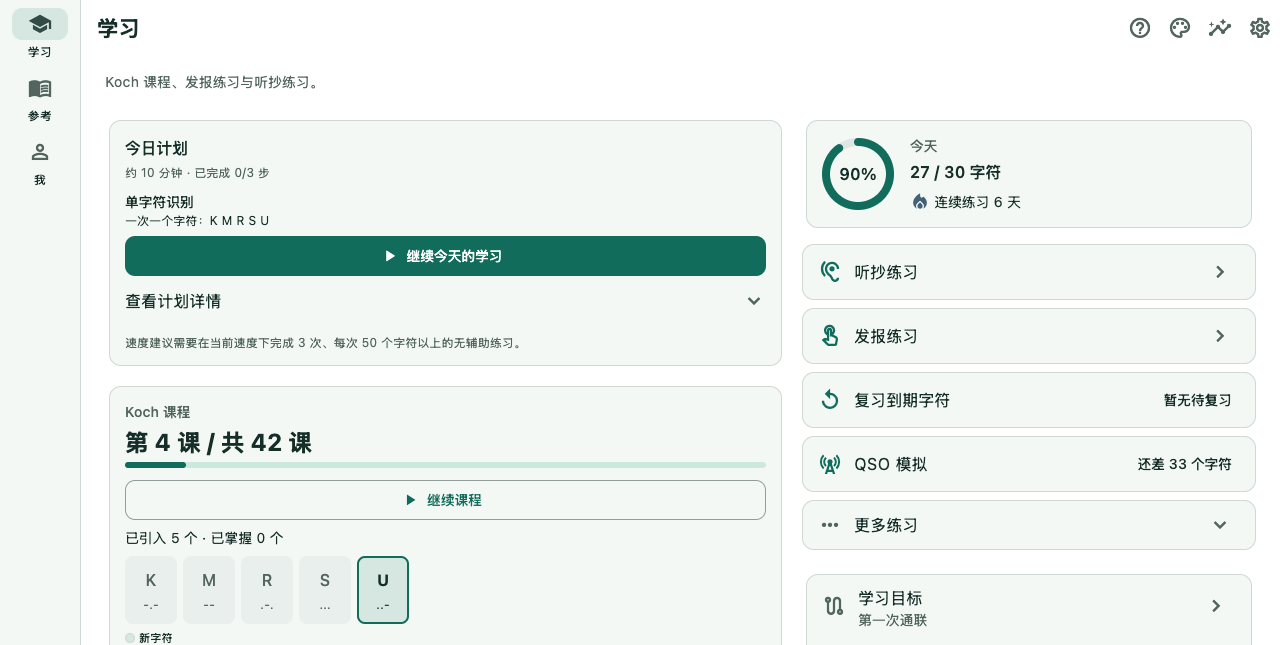 学习
参考
我
学习
Koch 课程、发报练习与听抄练习。
今日计划
约 10 分钟 · 已完成 0/3 步
单字符识别
一次一个字符：K M R S U
继续今天的学习
查看计划详情
速度建议需要在当前速度下完成 3 次、每次 50 个字符以上的无辅助练习。
Koch 课程
第 4 课 / 共 42 课
继续课程
已引入 5 个 · 已掌握 0 个
K M R S U
-.- -- .-. ... ..-
新字符
90%
今天
27 / 30 字符
连续练习 6 天
听抄练习
发报练习
复习到期字符 暂无待复习
QSO 模拟 还差 33 个字符
更多练习
学习目标
第一次通联